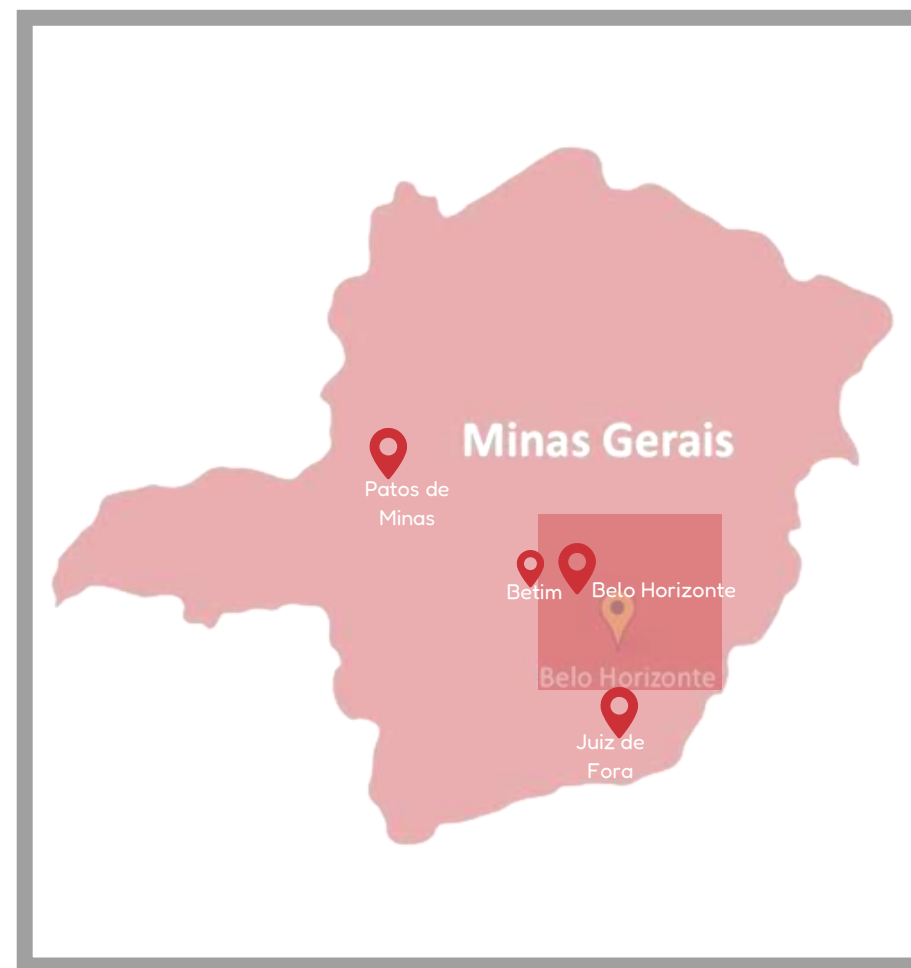 Minas Gerais
Patos de
Minas
Betim
Belo Horizonte
Belo Horizonte
Juiz de
Fora